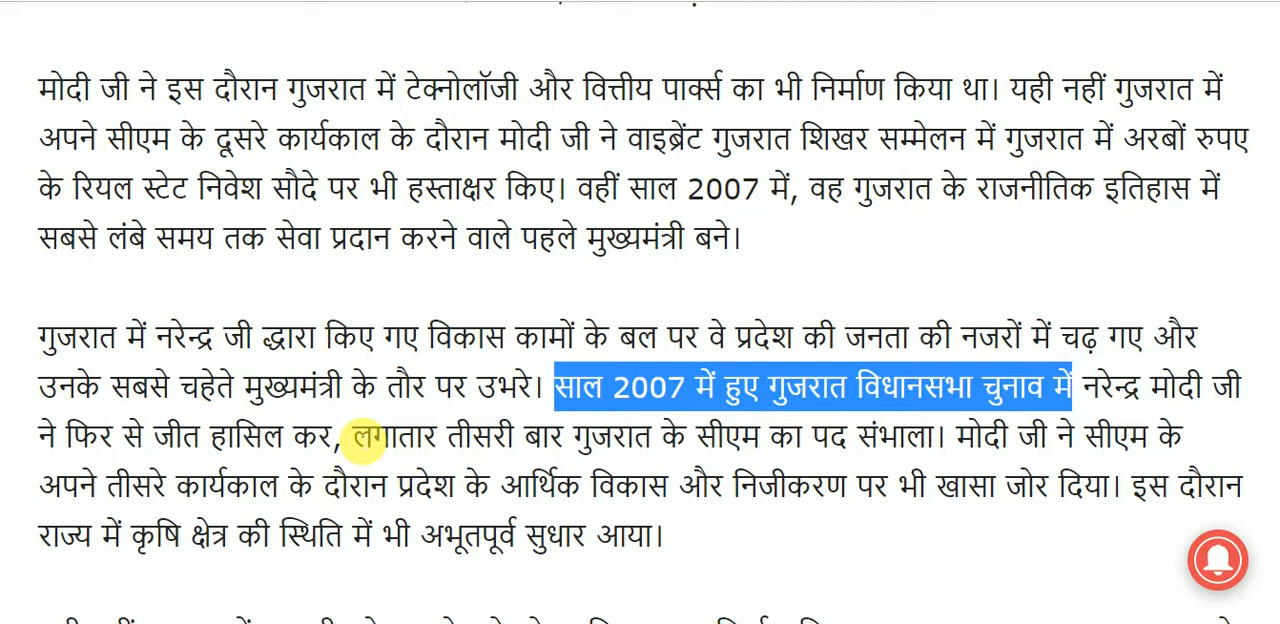 मोदी जी ने इस दौरान गुजरात में टेक्नोलॉजी और वित्तीय पार्क्स का भी निर्माण किया था। यही नहीं गुजरात में
अपने सीएम के दूसरे कार्यकाल के दौरान मोदी जी ने वाइब्रेंट गुजरात शिखर सम्मेलन में गुजरात में अरबों रुपए
के रियल स्टेट निवेश सौदे पर भी हस्ताक्षर किए। वहीं साल 2007 में, वह गुजरात के राजनीतिक इतिहास में
सबसे लंबे समय तक सेवा प्रदान करने वाले पहले मुख्यमंत्री बने।
गुजरात में नरेन्द्र जी द्धारा किए गए विकास कामों के बल पर वे प्रदेश की जनता की नजरों में चढ़ गए और
उनके सबसे चहेते मुख्यमंत्री के तौर पर उभरे। साल 2007 में हुए गुजरात विधानसभा चुनाव में नरेन्द्र मोदी जी
ने फिर से जीत हासिल कर, लगातार तीसरी बार गुजरात के सीएम का पद संभाला। मोदी जी ने सीएम के
अपने तीसरे कार्यकाल के दौरान प्रदेश के आर्थिक विकास और निजीकरण पर भी खासा जोर दिया। इस दौरान
राज्य में कृषि क्षेत्र की स्थिति में भी अभूतपूर्व सुधार आया।